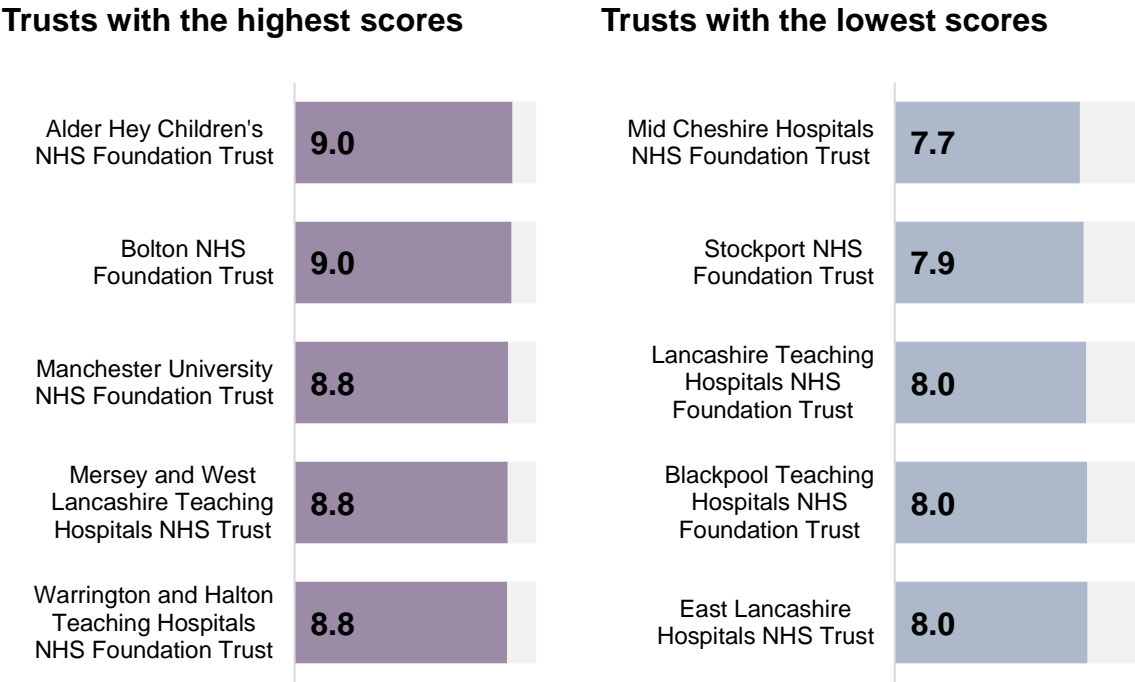 Trusts with the highest scores
Alder Hey Children's
NHS Foundation Trust
9.0
Bolton NHS
Foundation Trust
9.0
Manchester University
NHS Foundation Trust
8.8
Mersey and West
Lancashire Teaching
Hospitals NHS Trust
8.8
Warrington and Halton
Teaching Hospitals
NHS Foundation Trust
8.8
Trusts with the lowest scores
Mid Cheshire Hospitals
NHS Foundation Trust
7.7
Stockport NHS
Foundation Trust
7.9
Lancashire Teaching
Hospitals NHS
Foundation Trust
8.0
Blackpool Teaching
Hospitals NHS
Foundation Trust
8.0
East Lancashire
Hospitals NHS Trust
8.0